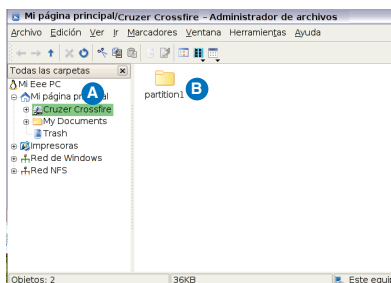 Mi página principal/Cruzer Crossfire - Administrador de archivos
Archivo Edición Ver Ir Marcadores Ventana Herramientas Ayuda
Todas las carpetas
Mi Eee PC
Mi página al
Cruzer Crossfire
My Documents
Trash
Impresoras
Red de Windows
Red NFS
A
partition1
B
Objetos: 2
36KB
Este equip